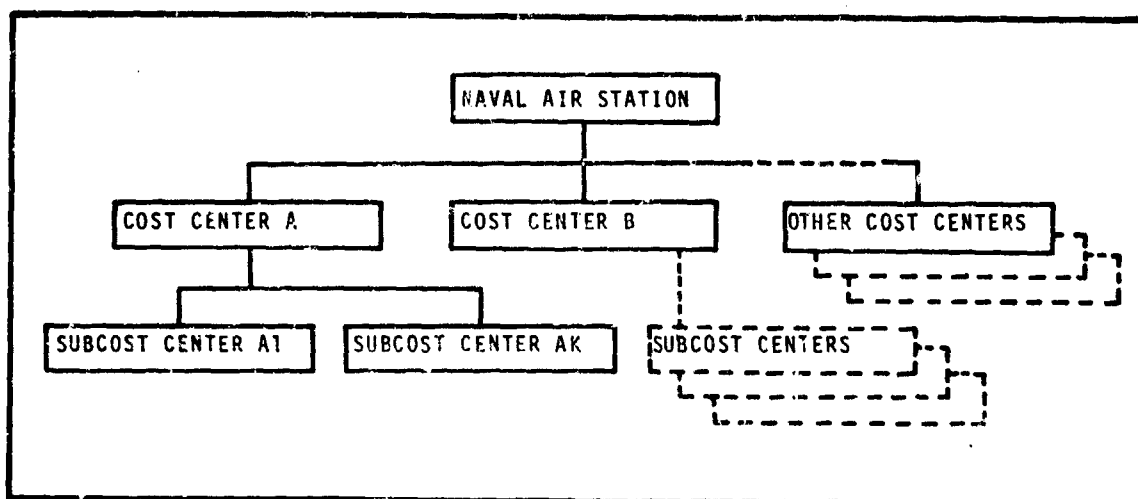 NAVAL AIR STATION
COST CENTER A
COST CENTER B
OTHER COST CENTERS
SUBCOST CENTER A1
SUBCOST CENTER AK
SUBCOST CENTERS